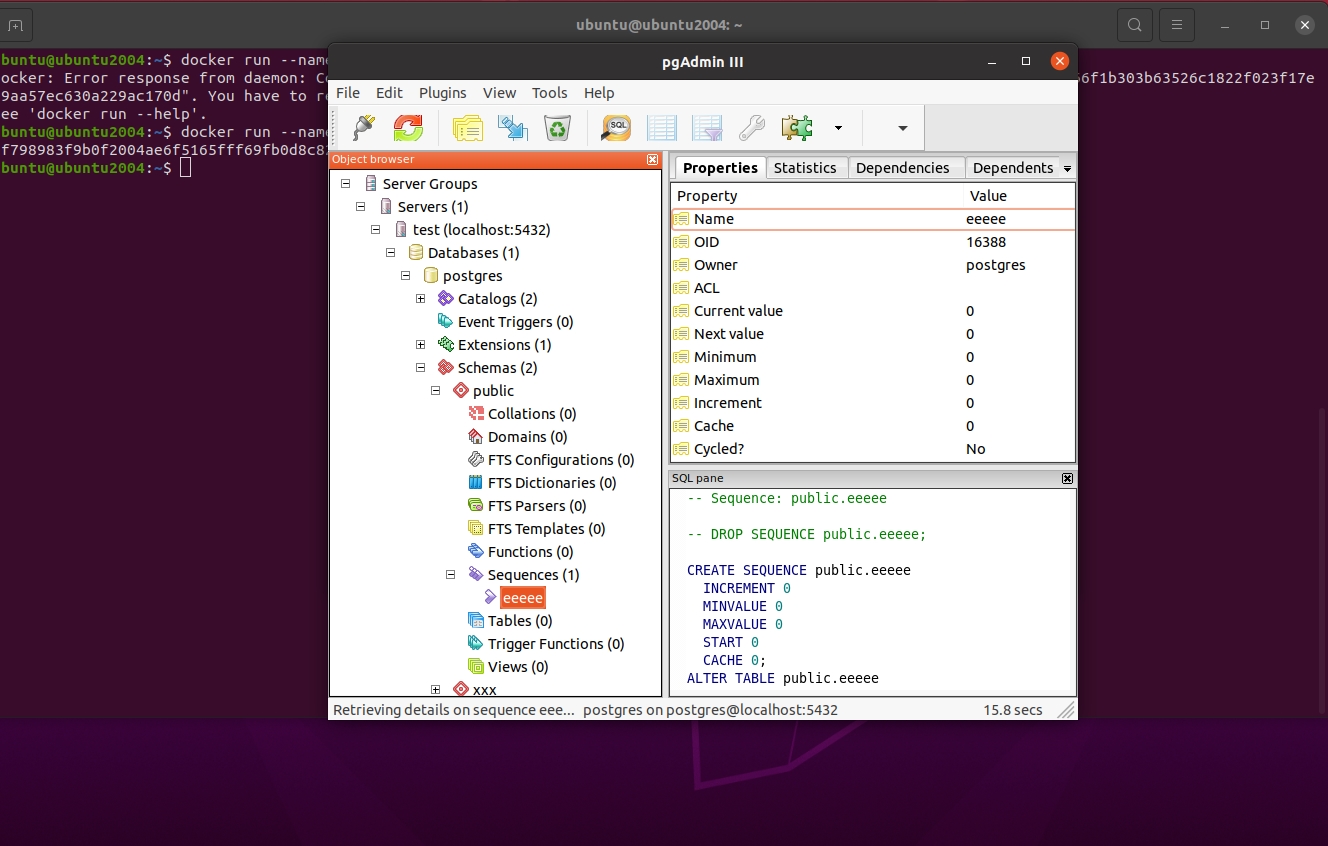 ubuntu@ubuntu2004: ~
buntu@ubuntu2004:~$ docker run --name
ocker: Error response from daemon: Co
6f1b303b63526c1822f023f17e
9aa57ec630a229ac170d". You have to re
ee 'docker run --help'.
buntu@ubuntu2004:~$ docker run --name
f798983f9b0f2004ae6f5165fff69fb0d8c8
buntu@ubuntu2004:~$
pgAdmin III
File Edit Plugins View Tools Help
SQL
Object browser
Server Groups
Servers (1)
test (localhost:5432)
Databases (1)
postgres
Catalogs (2)
Event Triggers (0)
Extensions (1)
Schemas (2)
public
Collations (0)
Domains (0)
FTS Configurations (0)
FTS Dictionaries (0)
FTS Parsers (0)
FTS Templates (0)
Functions (0)
Sequences (1)
eeeee
Tables (0)
Trigger Functions (0)
Views (0)
xxx
Properties Statistics Dependencies Dependents
Property Value
Name eeeee
OID 16388
Owner postgres
ACL
Current value 0
Next value 0
Minimum 0
Maximum 0
Increment 0
Cache 0
Cycled? No
SQL pane
-- Sequence: public.eeeee
-- DROP SEQUENCE public.eeeee;
CREATE SEQUENCE public.eeeee
INCREMENT 0
MINVALUE 0
MAXVALUE 0
START 0
CACHE 0;
ALTER TABLE public.eeeee
Retrieving details on sequence eee... postgres on postgres@localhost:5432 15.8 secs